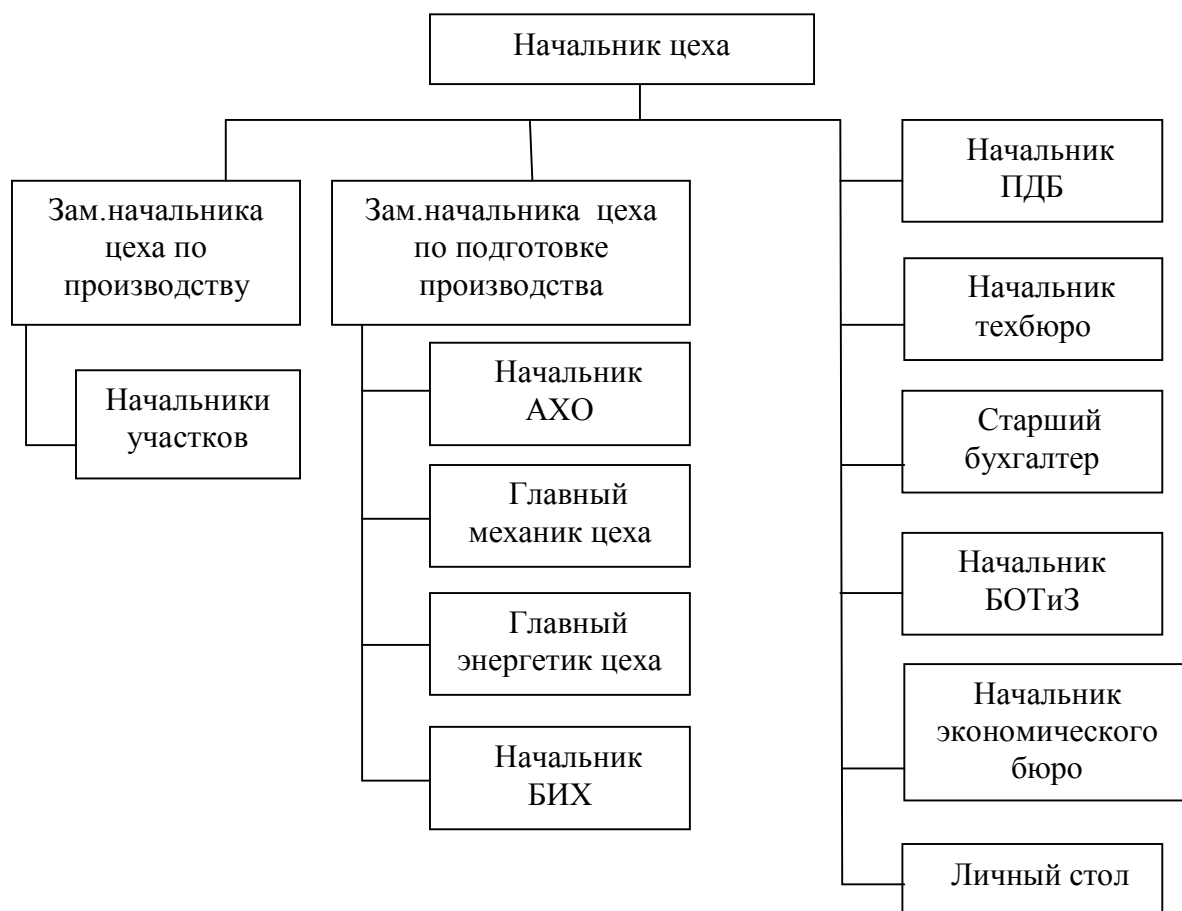 Начальник цеха
Зам.начальника
цеха по
производству
Начальники
участков
Зам.начальника цеха
по подготовке
производства
Начальник
АХО
Главный
механик цеха
Главный
энергетик цеха
Начальник
БИХ
Начальник
ПДБ
Начальник
техбюро
Старший
бухгалтер
Начальник
БОТиЗ
Начальник
экономического
бюро
Личный стол